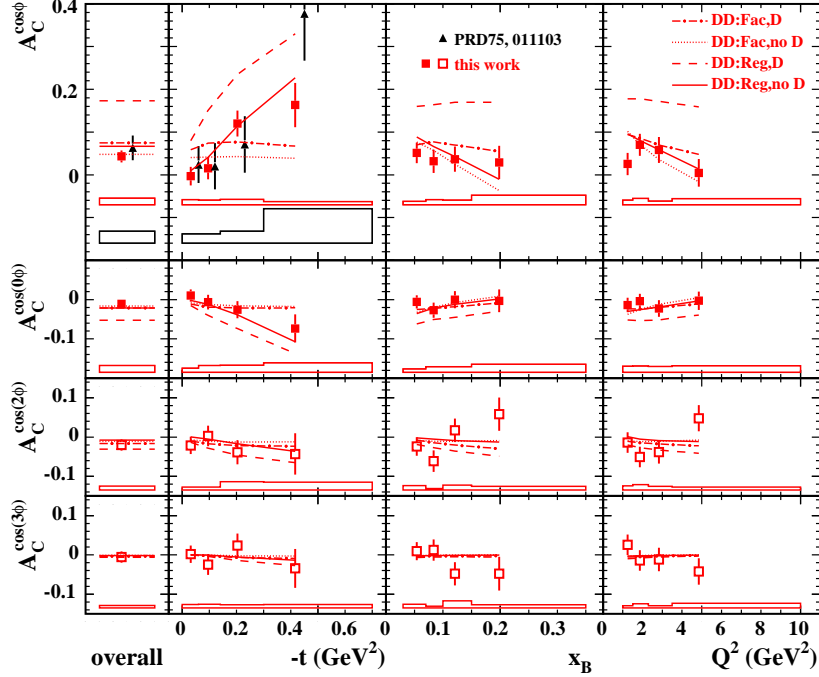 A_C^cosϕ
0.4
0.2
0
PRD75, 011103
this work
DD:Fac,D
DD:Fac,no D
DD:Reg,D
DD:Reg,no D
A_C^cos(0ϕ)
0
-0.1
A_C^cos(2ϕ)
0.1
0
-0.1
A_C^cos(3ϕ)
0.1
0
-0.1
0 0.2 0.4 0.6 0.1 0.2 0.3 0 2 4 6 8 10
overall -t (GeV²) x_B Q² (GeV²)